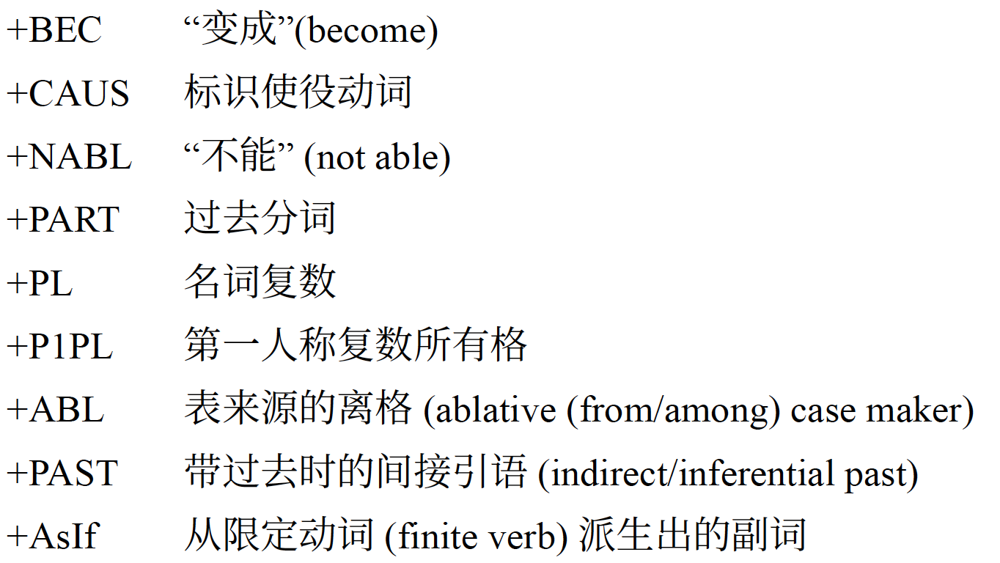 +BEC “变成”(become)
+CAUS 标识使役动词
+NABL “不能” (not able)
+PART 过去分词
+PL 名词复数
+P1PL 第一人称复数所有格
+ABL 表来源的离格 (ablative (from/among) case maker)
+PAST 带过去时的间接引语 (indirect/inferential past)
+AsIf 从限定动词 (finite verb) 派生出的副词